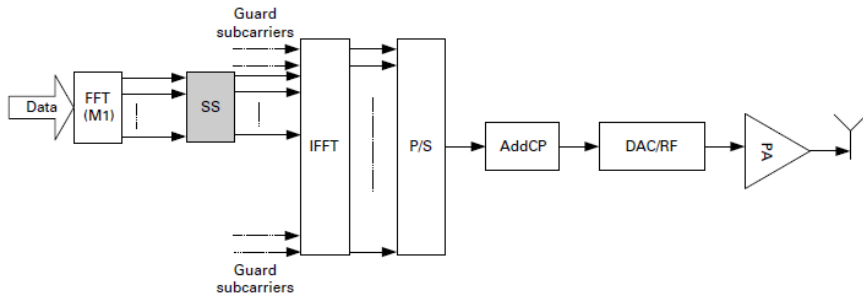 Guard
subcarriers
Data
FFT
(M1)
SS
IFFT
P/S
AddCP
DAC/RF
PA
Guard
subcarriers